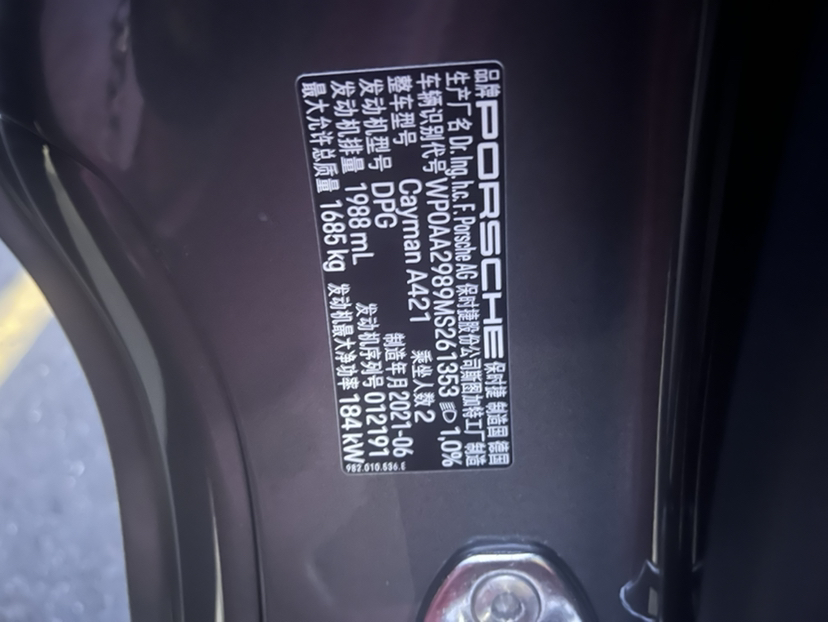 品牌 PORSCHE 保时捷 制造国 德国
生产厂名 Dr. Ing. h.c. F. Porsche AG 保时捷股份公司斯图加特工厂制造
车辆识别代号 WP0AA2989MS261353 1,0%
整车型号 Cayman A421 乘坐人数 2
发动机型号 DPG 制造年月 2021-06
发动机排量 1988 mL 发动机序列号 012191
最大允许总质量 1685 kg 发动机最大净功率 184 kW
982.010.536.E